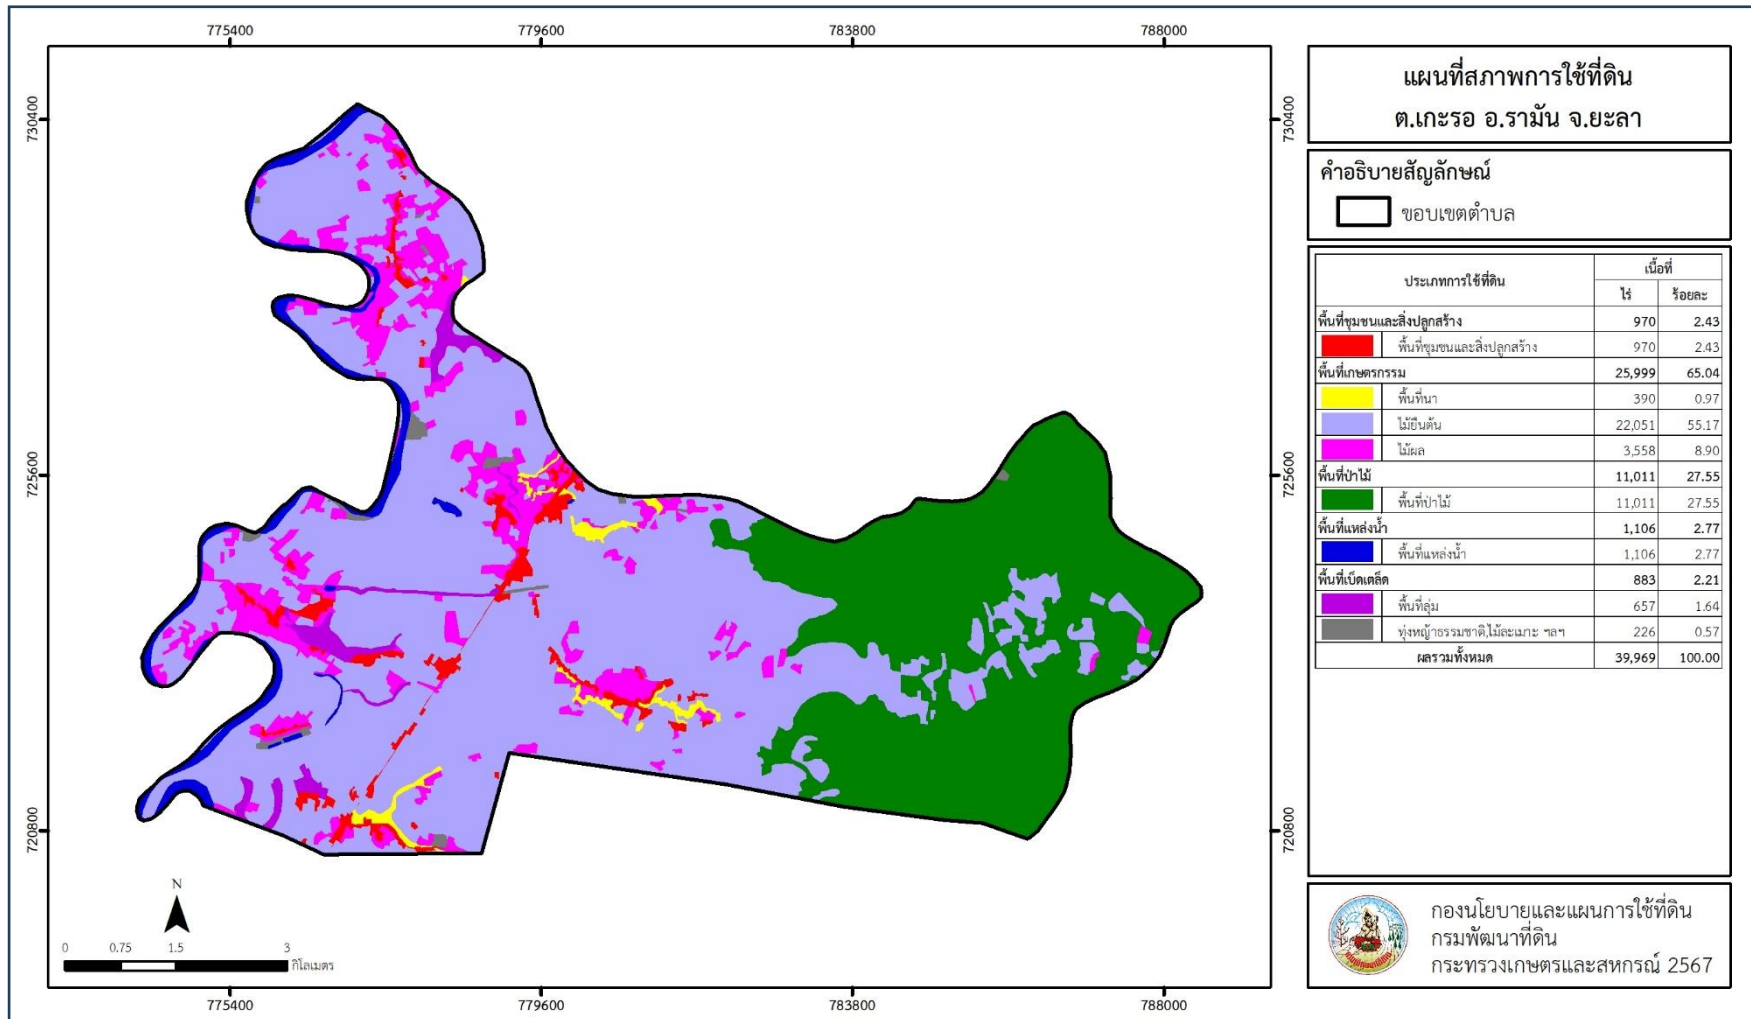 775400
779600
783800
788000
730400
725600
720800
730400
725600
720800
775400
779600
783800
788000
N
0 0.75 1.5 3
กิโลเมตร
แผนที่สภาพการใช้ที่ดิน
ต.เกะรอ อ.รามัน จ.ยะลา
คำอธิบายสัญลักษณ์
ขอบเขตตำบล
ประเภทการใช้ที่ดิน เนื้อที่
ไร่ ร้อยละ
พื้นที่ชุมชนและสิ่งปลูกสร้าง 970 2.43
พื้นที่ชุมชนและสิ่งปลูกสร้าง 970 2.43
พื้นที่เกษตรกรรม 25,999 65.04
พื้นที่นา 390 0.97
ไม้ยืนต้น 22,051 55.17
ไม้ผล 3,558 8.90
พื้นที่ป่าไม้ 11,011 27.55
พื้นที่ป่าไม้ 11,011 27.55
พื้นที่แหล่งน้ำ 1,106 2.77
พื้นที่แหล่งน้ำ 1,106 2.77
พื้นที่เบ็ดเตล็ด 883 2.21
พื้นที่ลุ่ม 657 1.64
ทุ่งหญ้าธรรมชาติ,ไม้ละเมาะ ฯลฯ 226 0.57
ผลรวมทั้งหมด 39,969 100.00
กองนโยบายและแผนการใช้ที่ดิน
กรมพัฒนาที่ดิน
กระทรวงเกษตรและสหกรณ์ 2567